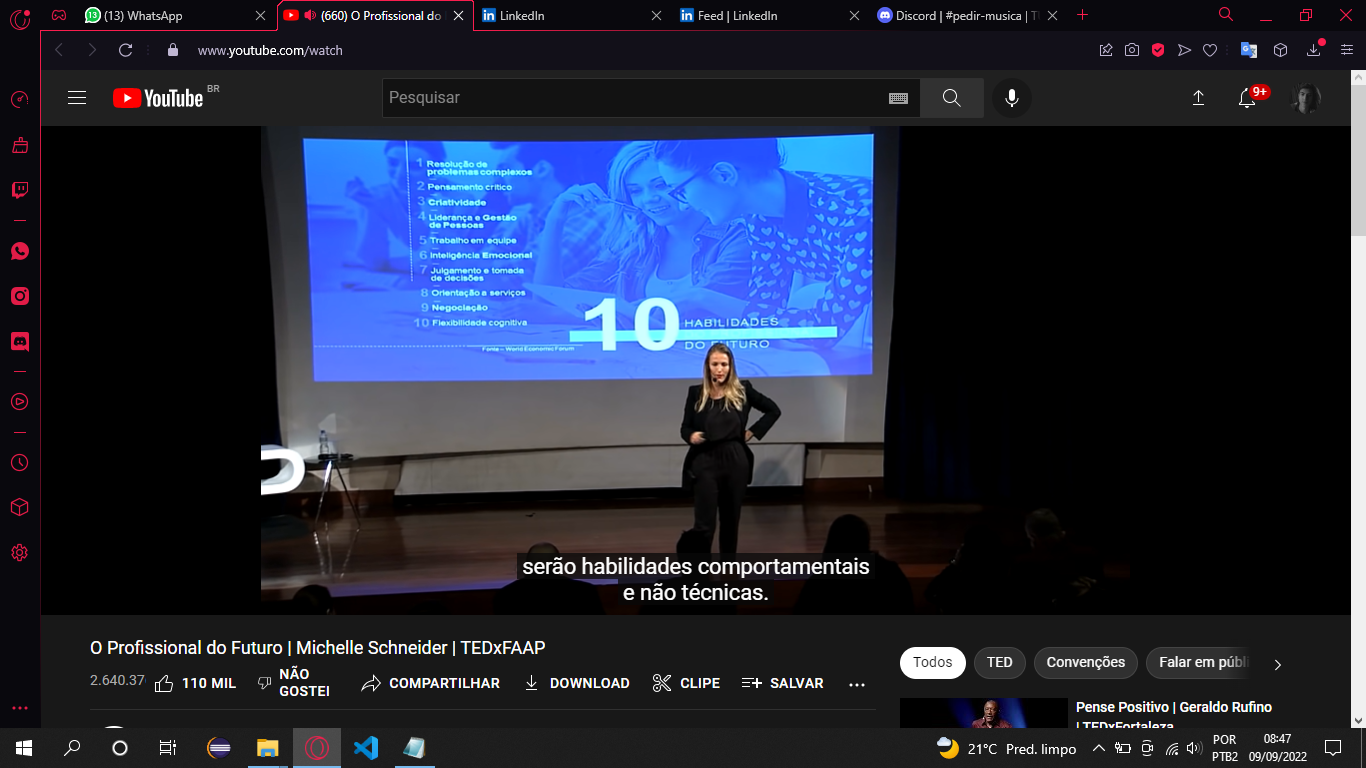 (13) WhatsApp
(660) O Profissional do
LinkedIn
Feed | LinkedIn
Discord | #pedir-musica | T
www.youtube.com/watch
YouTube BR
Pesquisar
9+
1 Resolução de
problemas complexos
2 Pensamento crítico
3 Criatividade
4 Liderança e Gestão
de Pessoas
5 Trabalho em equipe
6 Inteligência Emocional
7 Julgamento e tomada
de decisões
8 Orientação a serviços
9 Negociação
10 Flexibilidade cognitiva
10 HABILIDADES
DO FUTURO
Fonte – World Economic Forum
serão habilidades comportamentais
e não técnicas.
O Profissional do Futuro | Michelle Schneider | TEDxFAAP
2.640.37
110 MIL
NÃO
GOSTEI
COMPARTILHAR
DOWNLOAD
CLIPE
SALVAR
Todos
TED
Convenções
Falar em públi
Pense Positivo | Geraldo Rufino
| TEDxFortaleza
21°C Pred. limpo
POR
PTB2
08:47
09/09/2022